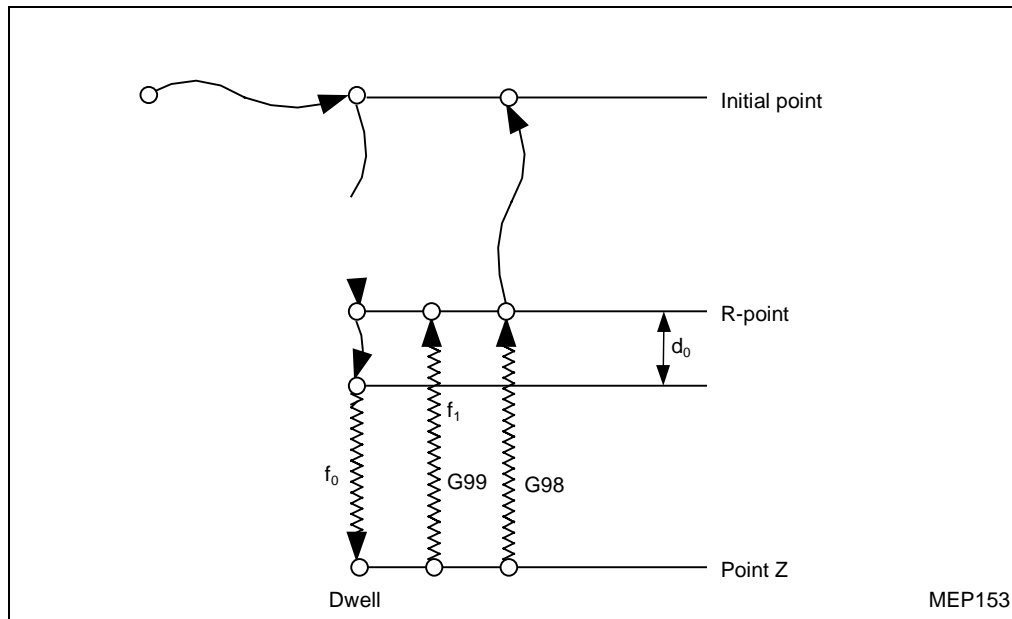 Initial point
R-point
d₀
f₁
f₀
G99
G98
Point Z
Dwell
MEP153